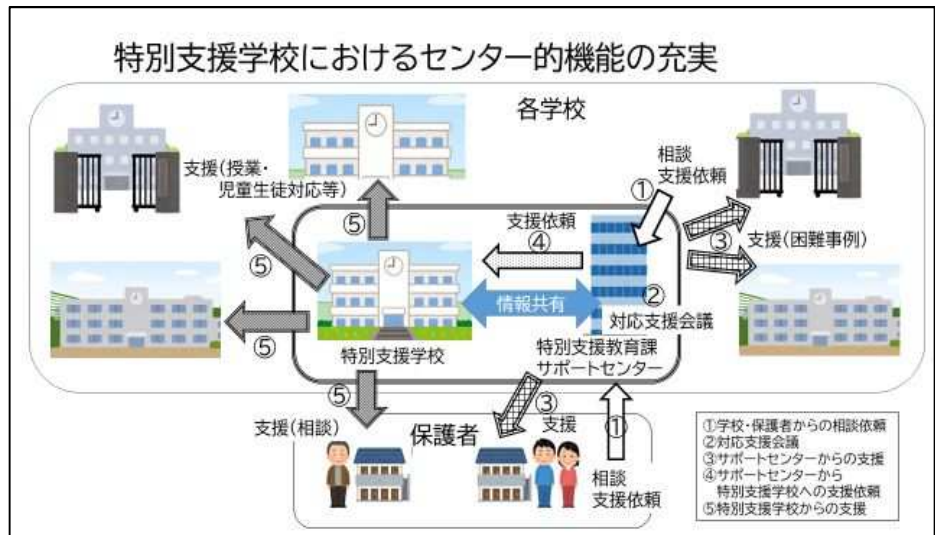 特別支援学校におけるセンター的機能の充実
各学校
支援(授業・
児童生徒対応等)
相談
支援依頼
①
⑤
支援依頼
④
③
支援(困難事例)
⑤
情報共有
②
対応支援会議
⑤
特別支援学校
特別支援教育課
サポートセンター
⑤
③
支援(相談)
保護者
支援
①
相談
支援依頼
①学校・保護者からの相談依頼
②対応支援会議
③サポートセンターからの支援
④サポートセンターから
特別支援学校への支援依頼
⑤特別支援学校からの支援